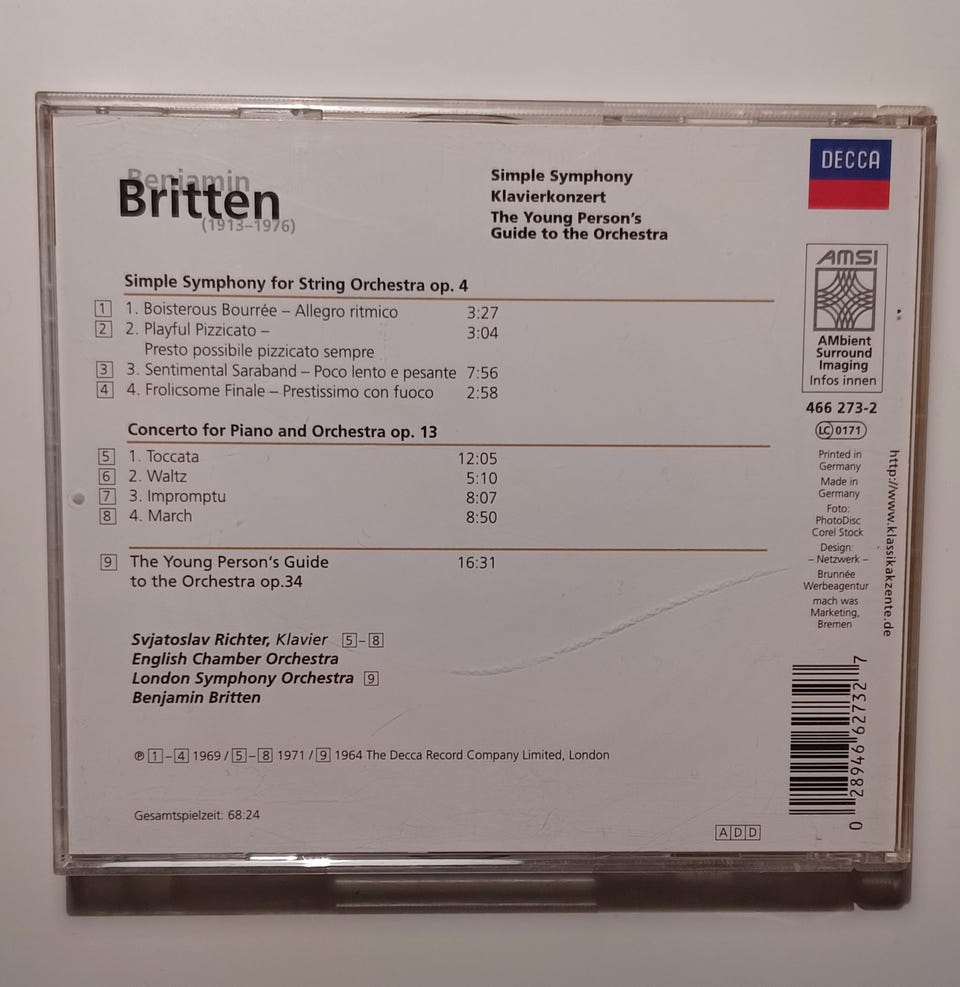 Benjamin
Britten
(1913–1976)
Simple Symphony
Klavierkonzert
The Young Person's
Guide to the Orchestra
DECCA
Simple Symphony for String Orchestra op. 4
1 1. Boisterous Bourrée – Allegro ritmico 3:27
2 2. Playful Pizzicato – 3:04
Presto possibile pizzicato sempre
3 3. Sentimental Saraband – Poco lento e pesante 7:56
4 4. Frolicsome Finale – Prestissimo con fuoco 2:58
Concerto for Piano and Orchestra op. 13
5 1. Toccata 12:05
6 2. Waltz 5:10
7 3. Impromptu 8:07
8 4. March 8:50
9 The Young Person's Guide 16:31
to the Orchestra op.34
Svjatoslav Richter, Klavier 5–8
English Chamber Orchestra
London Symphony Orchestra 9
Benjamin Britten
℗ 1–4 1969 / 5–8 1971 / 9 1964 The Decca Record Company Limited, London
Gesamtspielzeit: 68:24
ADD
AMSI
AMbient
Surround
Imaging
Infos innen
466 273-2
LC 0171
Printed in
Germany
Made in
Germany
Foto:
PhotoDisc
Corel Stock
Design:
– Netzwerk –
Brunnée
Werbeagentur
mach was
Marketing,
Bremen
http://www.klassikakzente.de
0 28946 62732 7